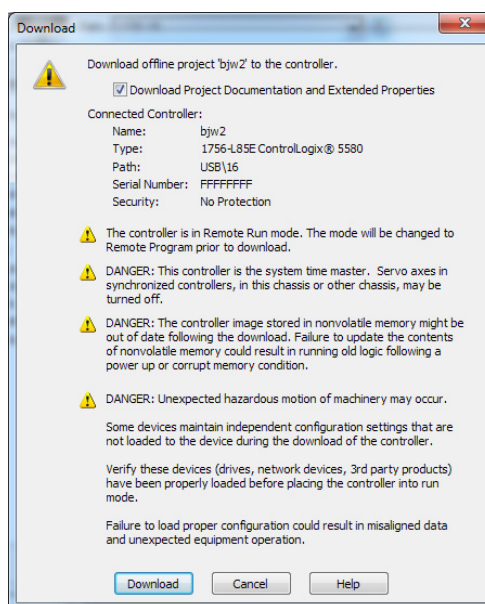 Download
Download offline project 'bjw2' to the controller.
Download Project Documentation and Extended Properties
Connected Controller:
Name: bjw2
Type: 1756-L85E ControlLogix® 5580
Path: USB\16
Serial Number: FFFFFFFF
Security: No Protection
The controller is in Remote Run mode. The mode will be changed to
Remote Program prior to download.
DANGER: This controller is the system time master. Servo axes in
synchronized controllers, in this chassis or other chassis, may be
turned off.
DANGER: The controller image stored in nonvolatile memory might be
out of date following the download. Failure to update the contents
of nonvolatile memory could result in running old logic following a
power up or corrupt memory condition.
DANGER: Unexpected hazardous motion of machinery may occur.
Some devices maintain independent configuration settings that are
not loaded to the device during the download of the controller.
Verify these devices (drives, network devices, 3rd party products)
have been properly loaded before placing the controller into run
mode.
Failure to load proper configuration could result in misaligned data
and unexpected equipment operation.
Download Cancel Help